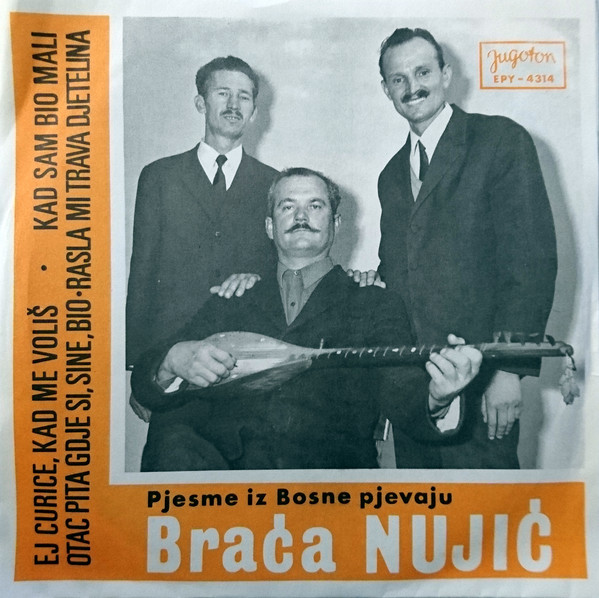 EJ CURICE, KAD ME VOLIŠ • KAD SAM BIO MALI
OTAC PITA GDJE SI, SINE, BIO•RASLA MI TRAVA DJETELINA
Jugoton
EPY - 4314
Pjesme iz Bosne pjevaju
Braća NUJIĆ